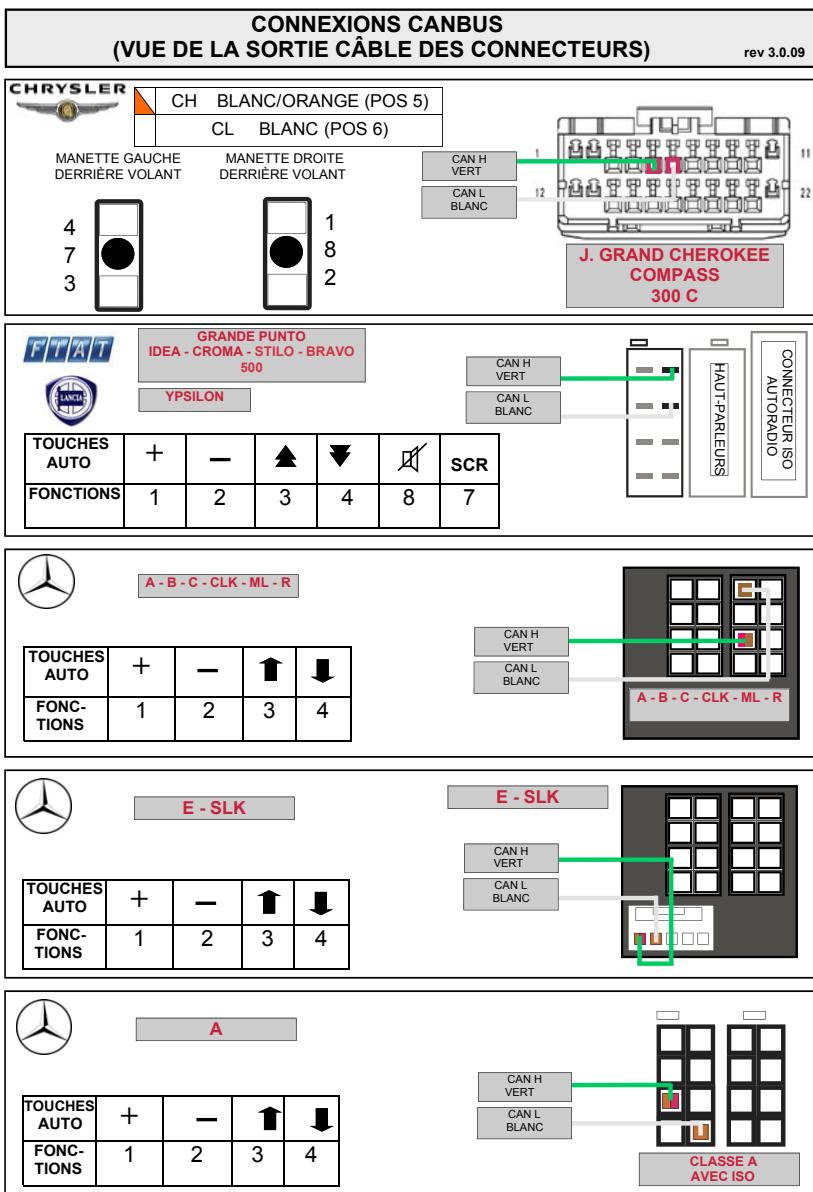 CONNEXIONS CANBUS
(VUE DE LA SORTIE CÂBLE DES CONNECTEURS)
rev 3.0.09
CHRYSLER
CH BLANC/ORANGE (POS 5)
CL BLANC (POS 6)
MANETTE GAUCHE
DERRIÈRE VOLANT
MANETTE DROITE
DERRIÈRE VOLANT
4
7
3
1
8
2
CAN H
VERT
CAN L
BLANC
1
11
12
22
J. GRAND CHEROKEE
COMPASS
300 C
FIAT
LANCIA
GRANDE PUNTO
IDEA - CROMA - STILO - BRAVO
500
YPSILON
CAN H
VERT
CAN L
BLANC
HAUT-PARLEURS
CONNECTEUR ISO
AUTORADIO
TOUCHES
AUTO
+ – SCR
FONCTIONS 1 2 3 4 8 7
A - B - C - CLK - ML - R
CAN H
VERT
CAN L
BLANC
A - B - C - CLK - ML - R
TOUCHES
AUTO
+ –
FONC-
TIONS
1 2 3 4
E - SLK
E - SLK
CAN H
VERT
CAN L
BLANC
TOUCHES
AUTO
+ –
FONC-
TIONS
1 2 3 4
A
CAN H
VERT
CAN L
BLANC
TOUCHES
AUTO
+ –
FONC-
TIONS
1 2 3 4
CLASSE A
AVEC ISO